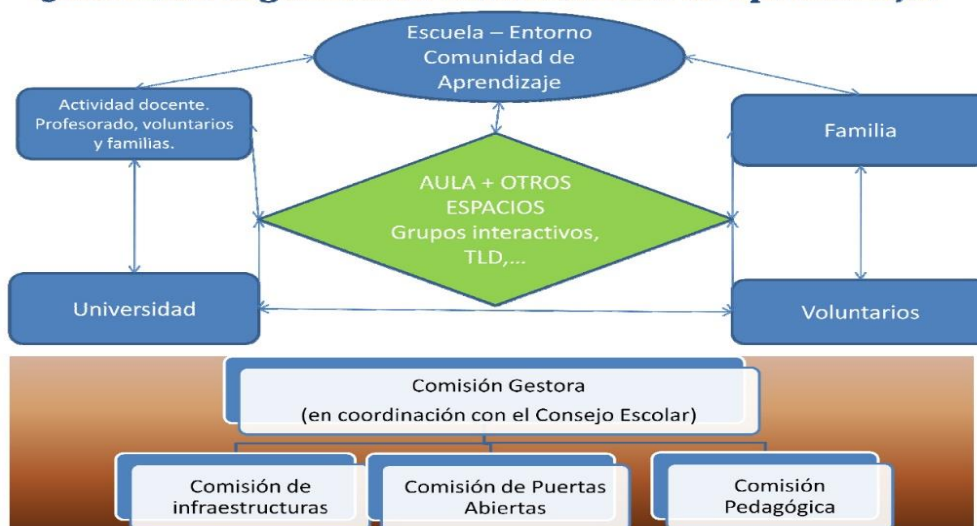 Escuela – Entorno
Comunidad de
Aprendizaje
Actividad docente.
Profesorado, voluntarios
y familias.
Familia
AULA + OTROS
ESPACIOS
Grupos interactivos,
TLD,...
Universidad
Voluntarios
Comisión Gestora
(en coordinación con el Consejo Escolar)
Comisión de
infraestructuras
Comisión de Puertas
Abiertas
Comisión
Pedagógica